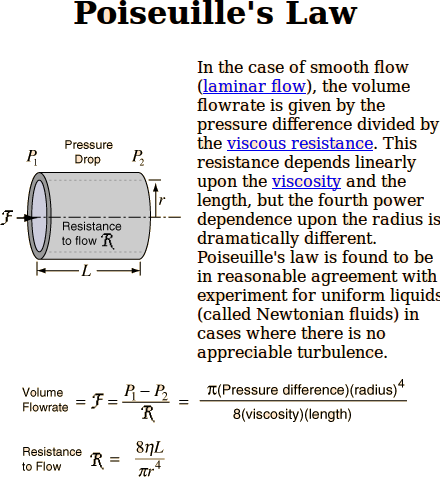 Poiseuille's Law
In the case of smooth flow
(laminar flow), the volume
flowrate is given by the
pressure difference divided by
the viscous resistance. This
resistance depends linearly
upon the viscosity and the
length, but the fourth power
dependence upon the radius is
dramatically different.
Poiseuille's law is found to be
in reasonable agreement with
experiment for uniform liquids
(called Newtonian fluids) in
cases where there is no
appreciable turbulence.
Pressure
Drop
P₁ P₂
r
ℱ
Resistance
to flow ℛ
L
Volume
Flowrate = ℱ = (P₁ − P₂) / ℛ = π(Pressure difference)(radius)⁴ / 8(viscosity)(length)
Resistance
to Flow ℛ = 8ηL / πr⁴